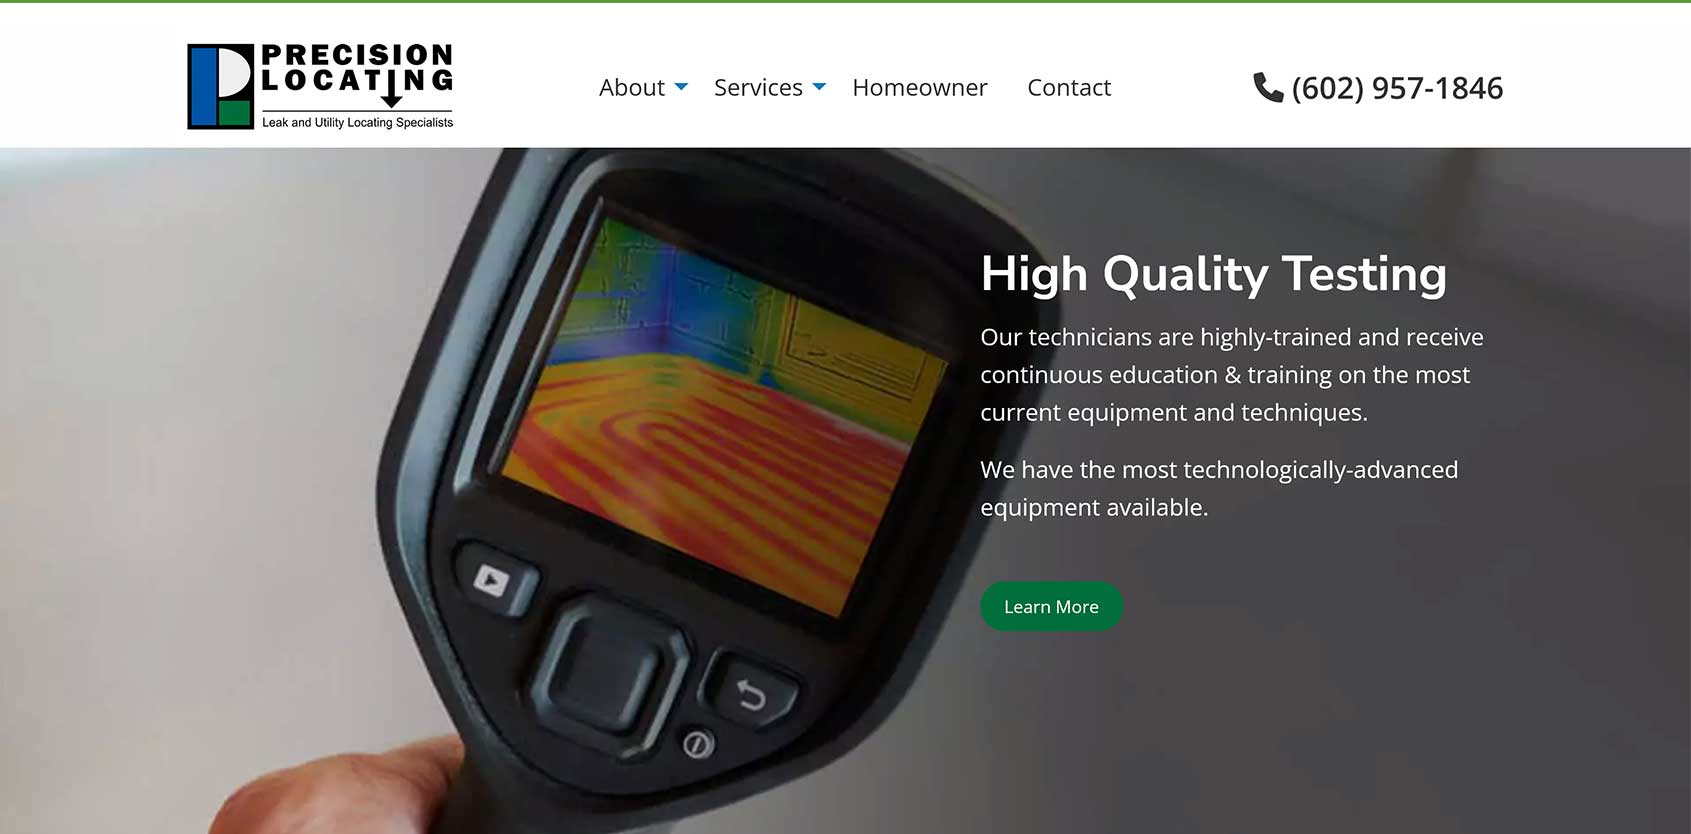 PRECISION
LOCATING
Leak and Utility Locating Specialists
About Services Homeowner Contact
(602) 957-1846
High Quality Testing
Our technicians are highly-trained and receive
continuous education & training on the most
current equipment and techniques.
We have the most technologically-advanced
equipment available.
Learn More